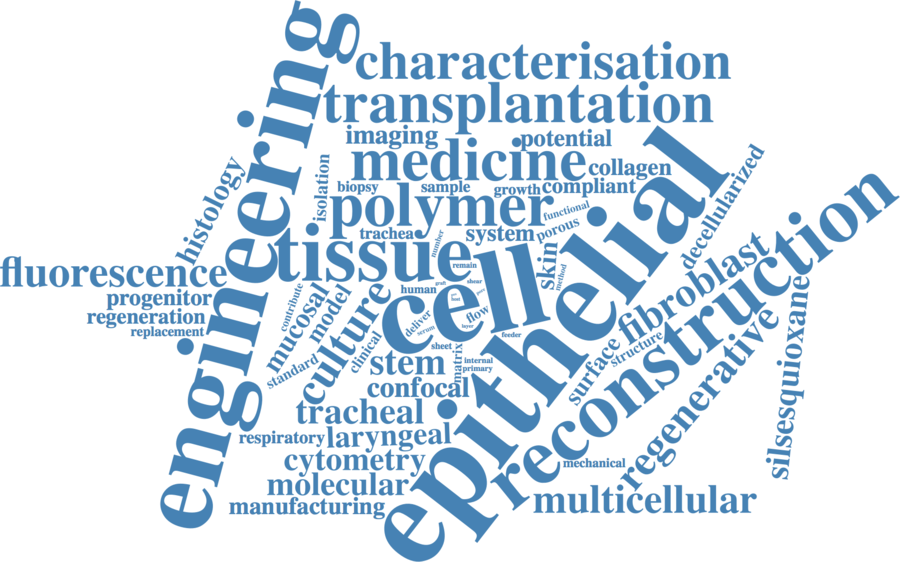 engineering
characterisation
transplantation
imaging
potential
medicine
collagen
histology
isolation
biopsy
sample
growth
compliant
decellularized
polymer
functional
trachea
system
porous
number
epithelial
tissue
fluorescence
remain
skin
method
cell
shear
graft
human
progenitor
contribute
mucosal
model
culture
deliver
serum
flow
layer
feeder
regeneration
replacement
fibroblast
reconstruction
silsesquioxane
surface
structure
regenerative
clinical
standard
sheet
matrix
internal
primary
stem
confocal
tracheal
respiratory
laryngeal
cytometry
mechanical
molecular
manufacturing
multicellular